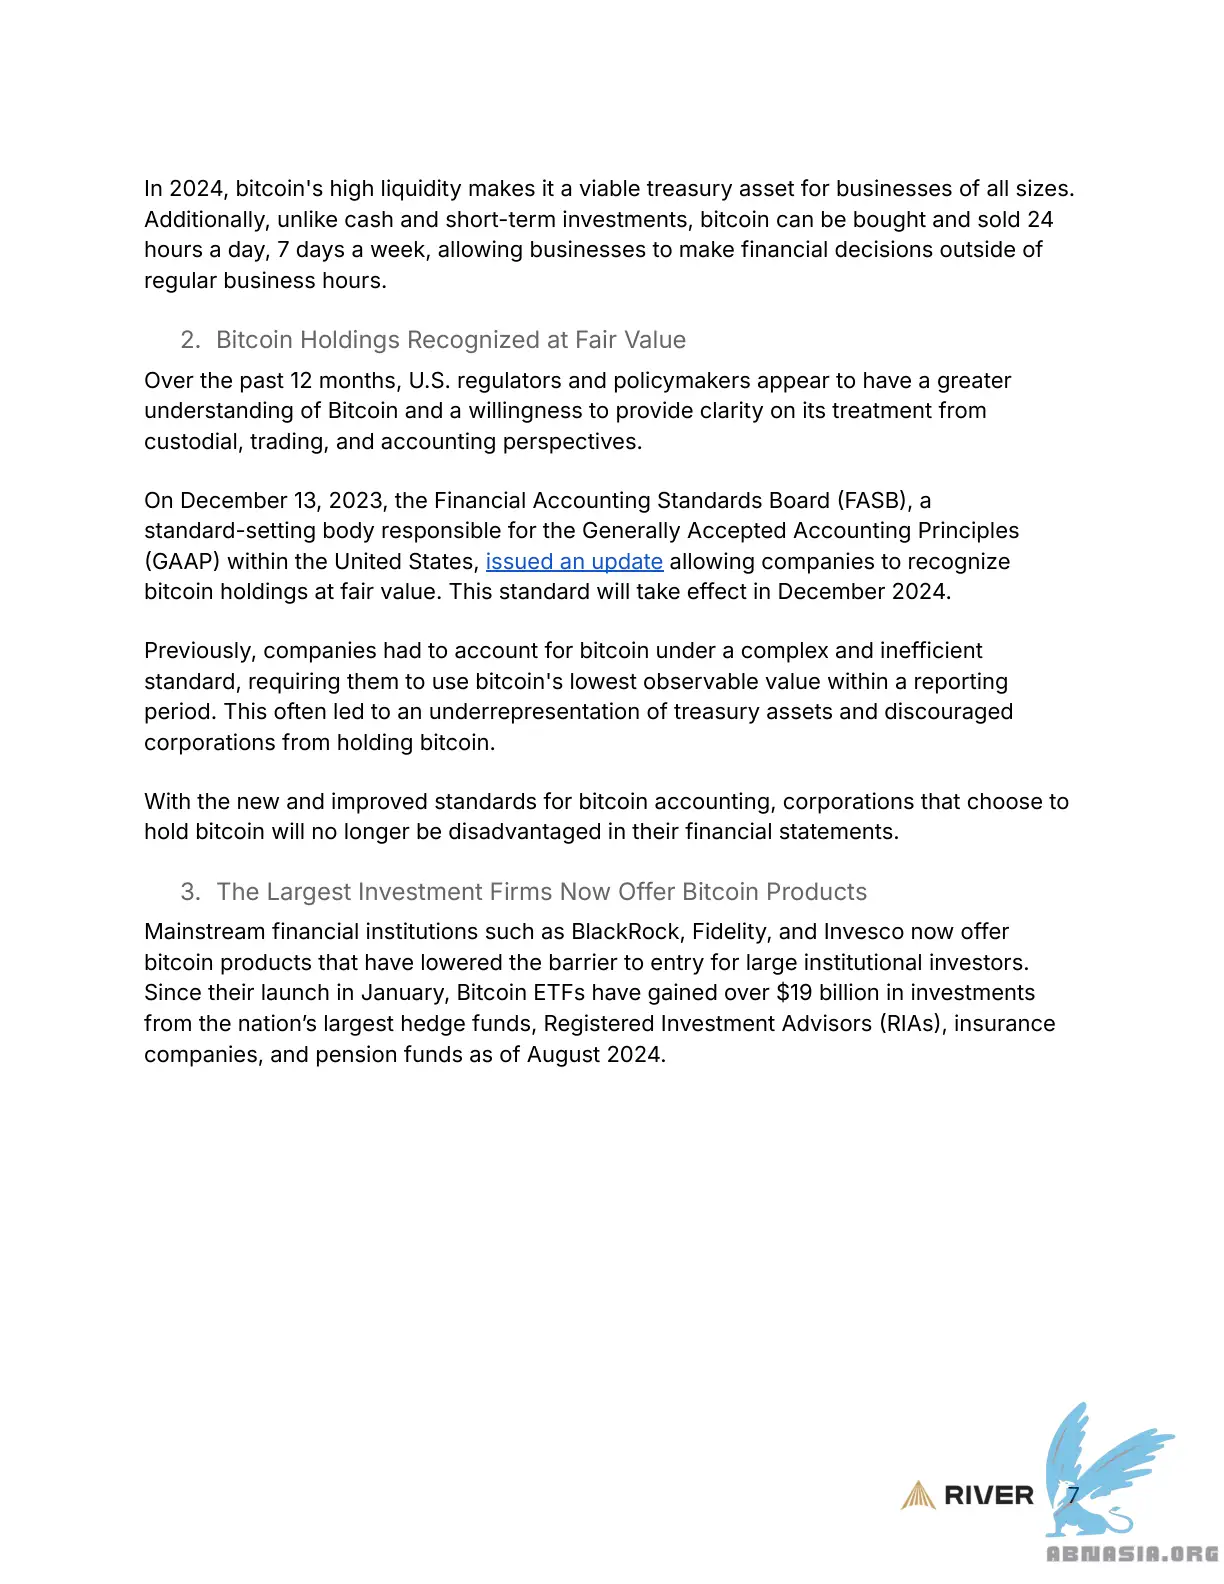 In 2024, bitcoin's high liquidity makes it a viable treasury asset for businesses of all sizes.
Additionally, unlike cash and short-term investments, bitcoin can be bought and sold 24
hours a day, 7 days a week, allowing businesses to make financial decisions outside of
regular business hours.
2. Bitcoin Holdings Recognized at Fair Value
Over the past 12 months, U.S. regulators and policymakers appear to have a greater
understanding of Bitcoin and a willingness to provide clarity on its treatment from
custodial, trading, and accounting perspectives.
On December 13, 2023, the Financial Accounting Standards Board (FASB), a
standard-setting body responsible for the Generally Accepted Accounting Principles
(GAAP) within the United States, issued an update allowing companies to recognize
bitcoin holdings at fair value. This standard will take effect in December 2024.
Previously, companies had to account for bitcoin under a complex and inefficient
standard, requiring them to use bitcoin's lowest observable value within a reporting
period. This often led to an underrepresentation of treasury assets and discouraged
corporations from holding bitcoin.
With the new and improved standards for bitcoin accounting, corporations that choose to
hold bitcoin will no longer be disadvantaged in their financial statements.
3. The Largest Investment Firms Now Offer Bitcoin Products
Mainstream financial institutions such as BlackRock, Fidelity, and Invesco now offer
bitcoin products that have lowered the barrier to entry for large institutional investors.
Since their launch in January, Bitcoin ETFs have gained over $19 billion in investments
from the nation’s largest hedge funds, Registered Investment Advisors (RIAs), insurance
companies, and pension funds as of August 2024.
RIVER 7
ABNASIA.ORG